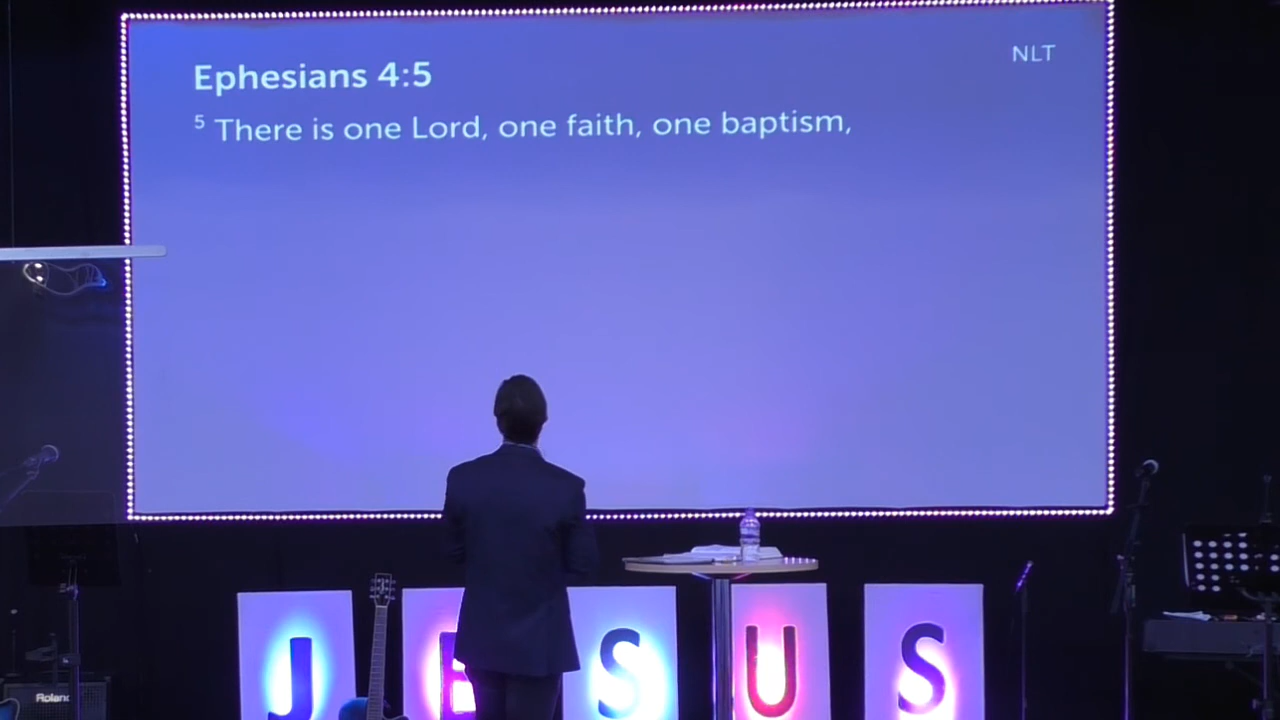 NLT
Ephesians 4:5
5 There is one Lord, one faith, one baptism,
JESUS
Roland